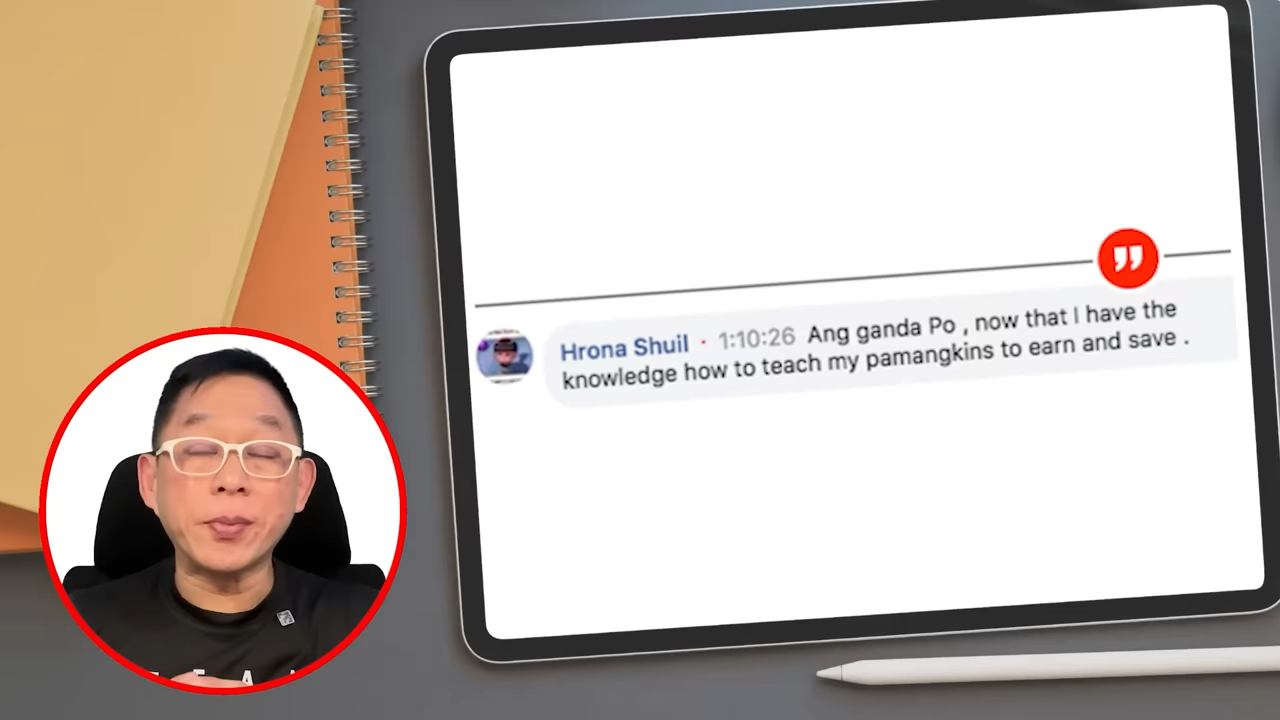 Hrona Shuil · 1:10:26 Ang ganda Po , now that I have the
knowledge how to teach my pamangkins to earn and save .